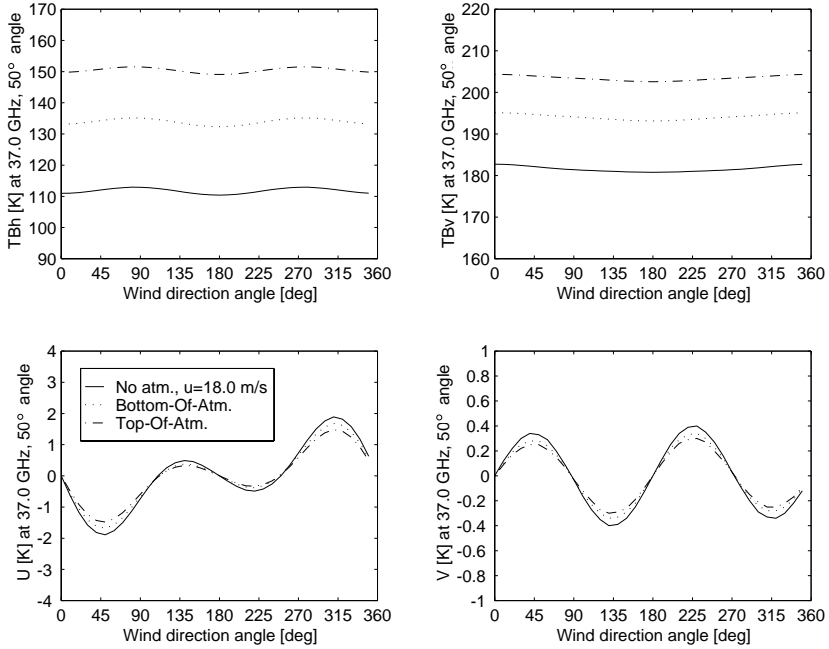 TBh [K] at 37.0 GHz, 50° angle
170
160
150
140
130
120
110
100
90
0 45 90 135 180 225 270 315 360
Wind direction angle [deg]
TBv [K] at 37.0 GHz, 50° angle
220
210
200
190
180
170
160
0 45 90 135 180 225 270 315 360
Wind direction angle [deg]
U [K] at 37.0 GHz, 50° angle
4
3
2
1
0
-1
-2
-3
-4
No atm., u=18.0 m/s
Bottom-Of-Atm.
Top-Of-Atm.
0 45 90 135 180 225 270 315 360
Wind direction angle [deg]
V [K] at 37.0 GHz, 50° angle
1
0.8
0.6
0.4
0.2
0
-0.2
-0.4
-0.6
-0.8
-1
0 45 90 135 180 225 270 315 360
Wind direction angle [deg]